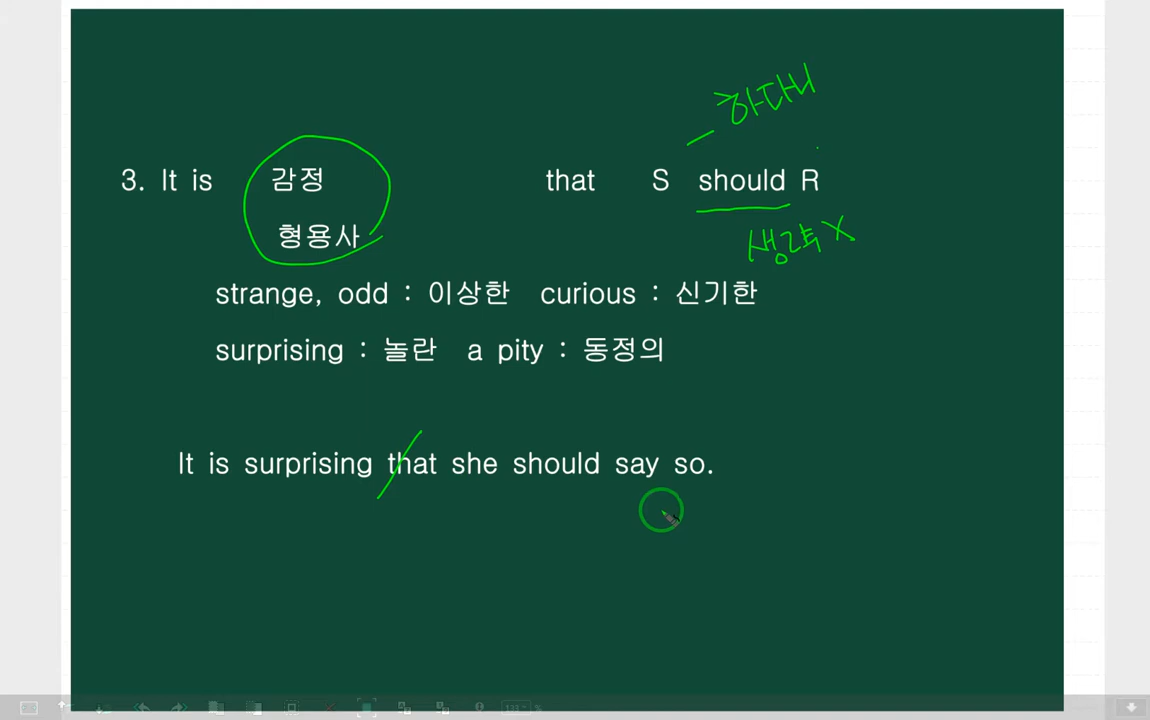 ~하다니
3. It is 감정 that S should R
형용사 생략 X
strange, odd : 이상한 curious : 신기한
surprising : 놀란 a pity : 동정의
It is surprising that she should say so.
133 %